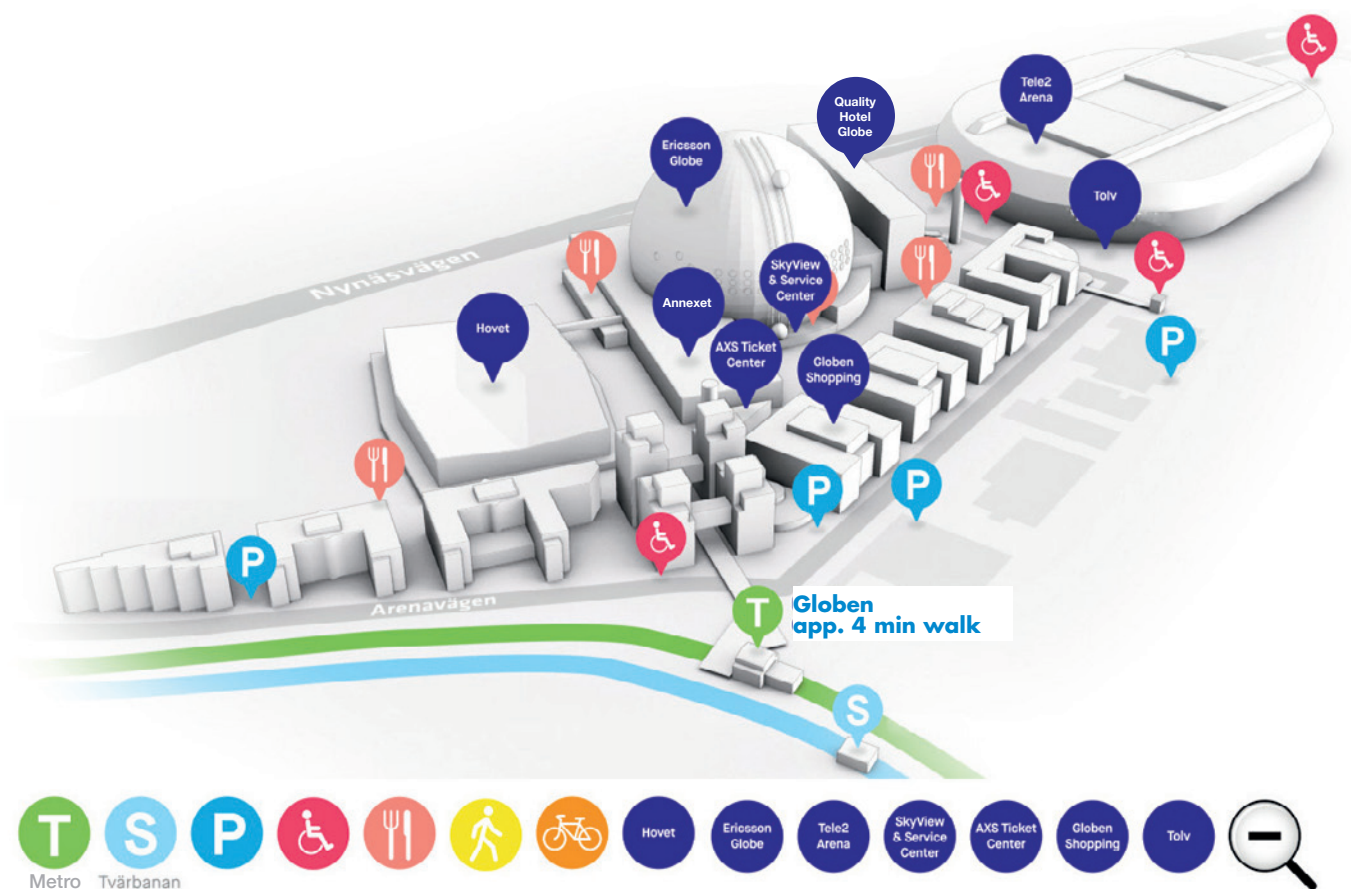 Tele2
Arena
Quality
Hotel
Globe
Ericsson
Globe
Tolv
Nynäsvägen
SkyView
& Service
Center
Annexet
Hovet
AXS Ticket
Center
Globen
Shopping
P
P
P
P
Arenavägen
T
Globen
app. 4 min walk
S
T
S
P
Hovet
Ericsson
Globe
Tele2
Arena
SkyView
& Service
Center
AXS Ticket
Center
Globen
Shopping
Tolv
Metro
Tvärbanan